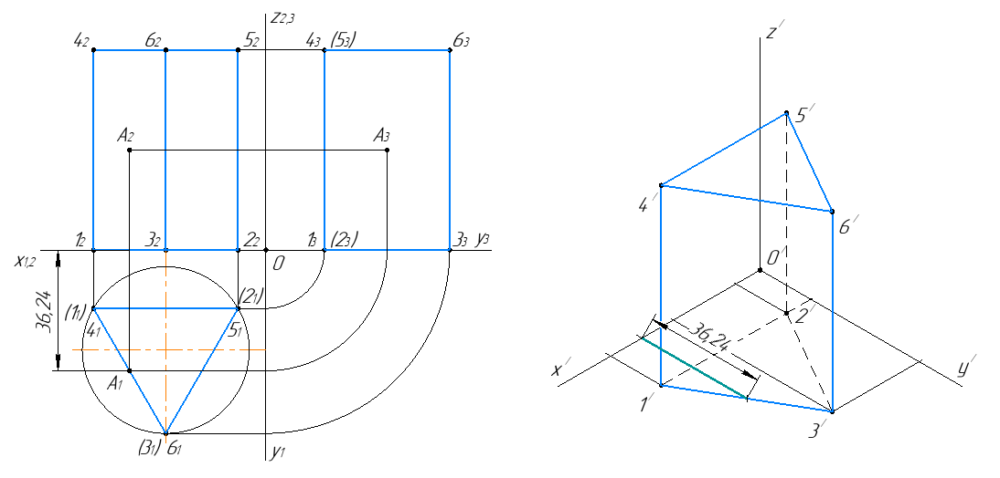 z2,3
42 62 52 43 (53) 63
A2 A3
12 32 22 13 (23) 33 y3
x1,2 O
36,24
(11) (21)
41 51
A1
(31) 61
y1
z′
5′
4′
6′
0′
2′
36,24
x′ y′
1′
3′